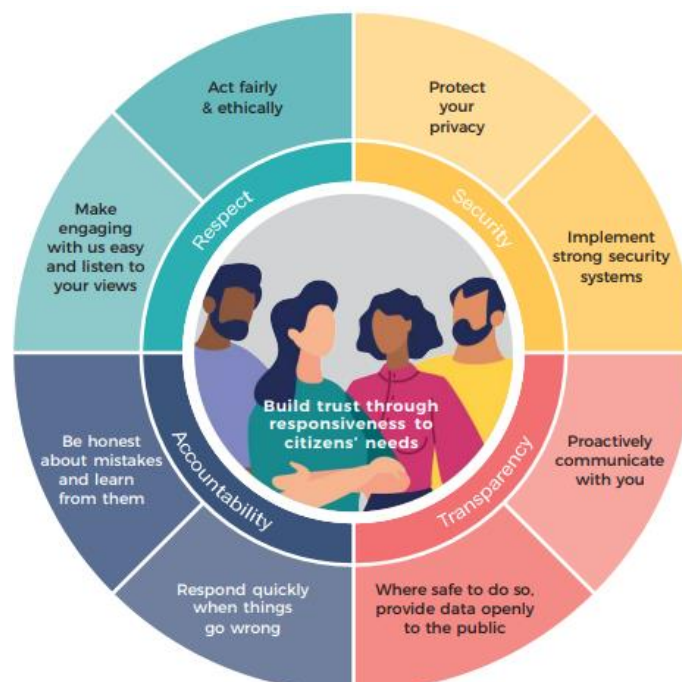 Act fairly
& ethically
Protect
your
privacy
Make
engaging
with us easy
and listen to
your views
Respect
Security
Implement
strong security
systems
Build trust through
responsiveness to
citizens’ needs
Be honest
about mistakes
and learn
from them
Accountability
Transparency
Proactively
communicate
with you
Respond quickly
when things
go wrong
Where safe to do so,
provide data openly
to the public